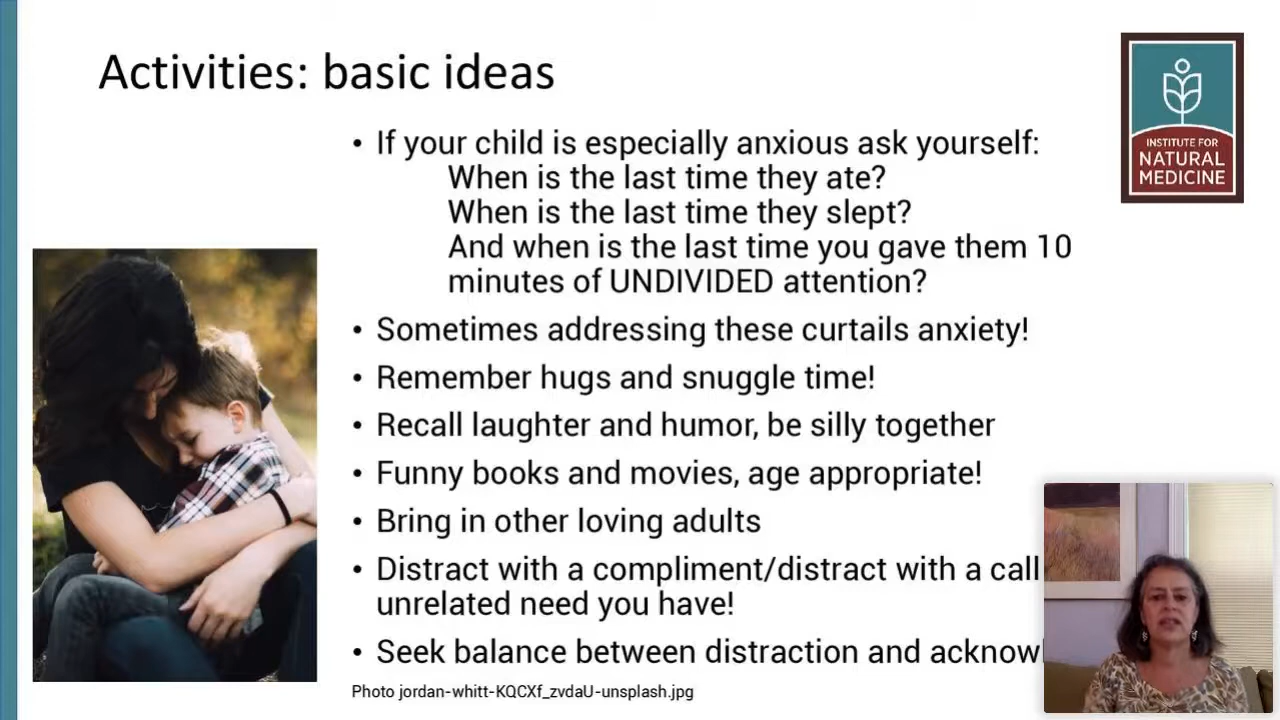 Activities: basic ideas
INSTITUTE FOR
NATURAL
MEDICINE
• If your child is especially anxious ask yourself:
When is the last time they ate?
When is the last time they slept?
And when is the last time you gave them 10
minutes of UNDIVIDED attention?
• Sometimes addressing these curtails anxiety!
• Remember hugs and snuggle time!
• Recall laughter and humor, be silly together
• Funny books and movies, age appropriate!
• Bring in other loving adults
• Distract with a compliment/distract with a call
unrelated need you have!
• Seek balance between distraction and
Photo jordan-whitt-KQCXf_zvdaU-unsplash.jpg